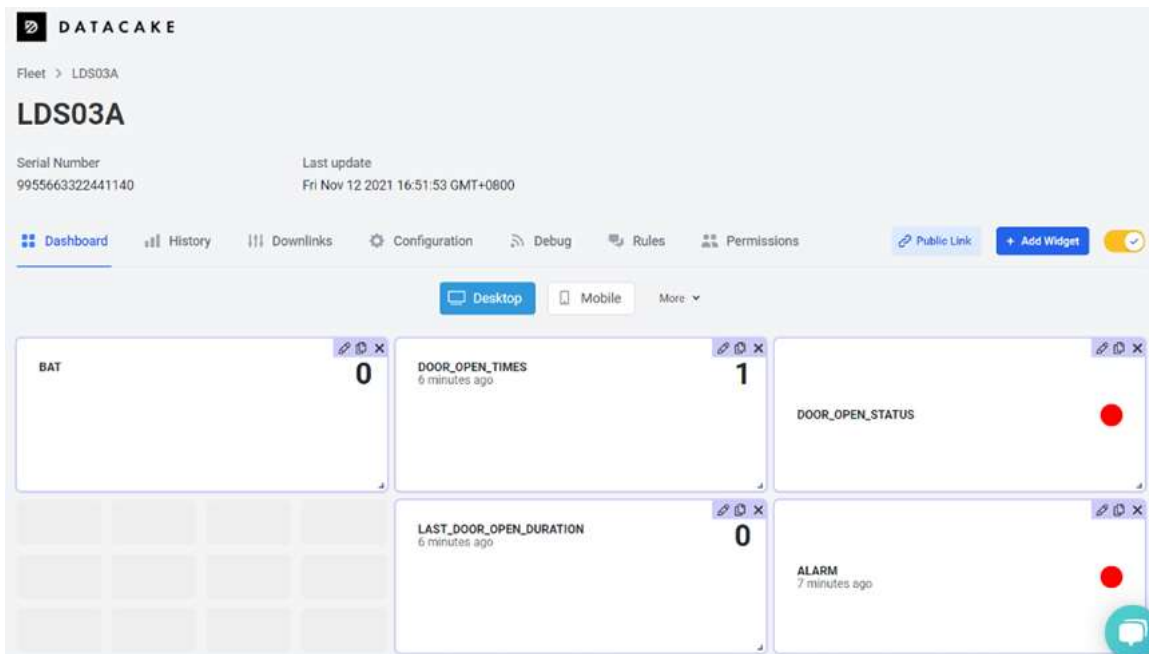 DATACAKE
Fleet > LDS03A
LDS03A
Serial Number
9955663322441140
Last update
Fri Nov 12 2021 16:51:53 GMT+0800
Dashboard History Downlinks Configuration Debug Rules Permissions Public Link + Add Widget
Desktop Mobile More
BAT
0
DOOR_OPEN_TIMES
6 minutes ago
1
DOOR_OPEN_STATUS
LAST_DOOR_OPEN_DURATION
6 minutes ago
0
ALARM
7 minutes ago